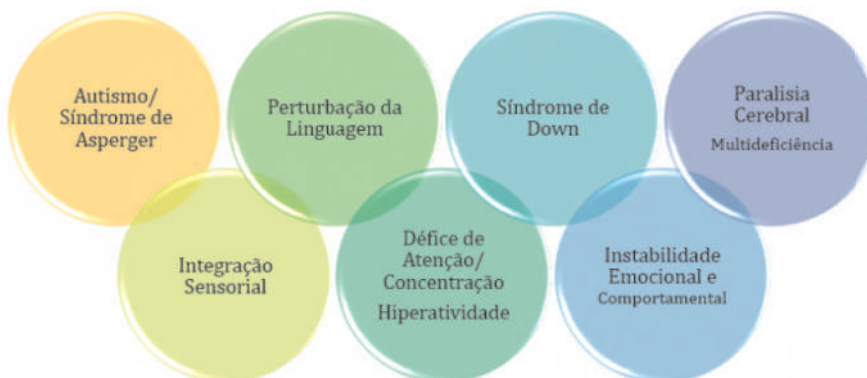 Autismo/
Síndrome de
Asperger
Perturbação da
Linguagem
Síndrome de
Down
Paralisia
Cerebral
Multideficiência
Integração
Sensorial
Défice de
Atenção/
Concentração
Hiperatividade
Instabilidade
Emocional e
Comportamental